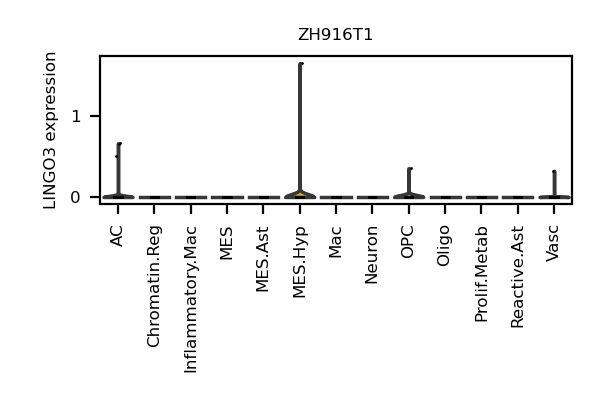 ZH916T1
LINGO3 expression
1
0
AC
Chromatin.Reg
Inflammatory.Mac
MES
MES.Ast
MES.Hyp
Mac
Neuron
OPC
Oligo
Prolif.Metab
Reactive.Ast
Vasc